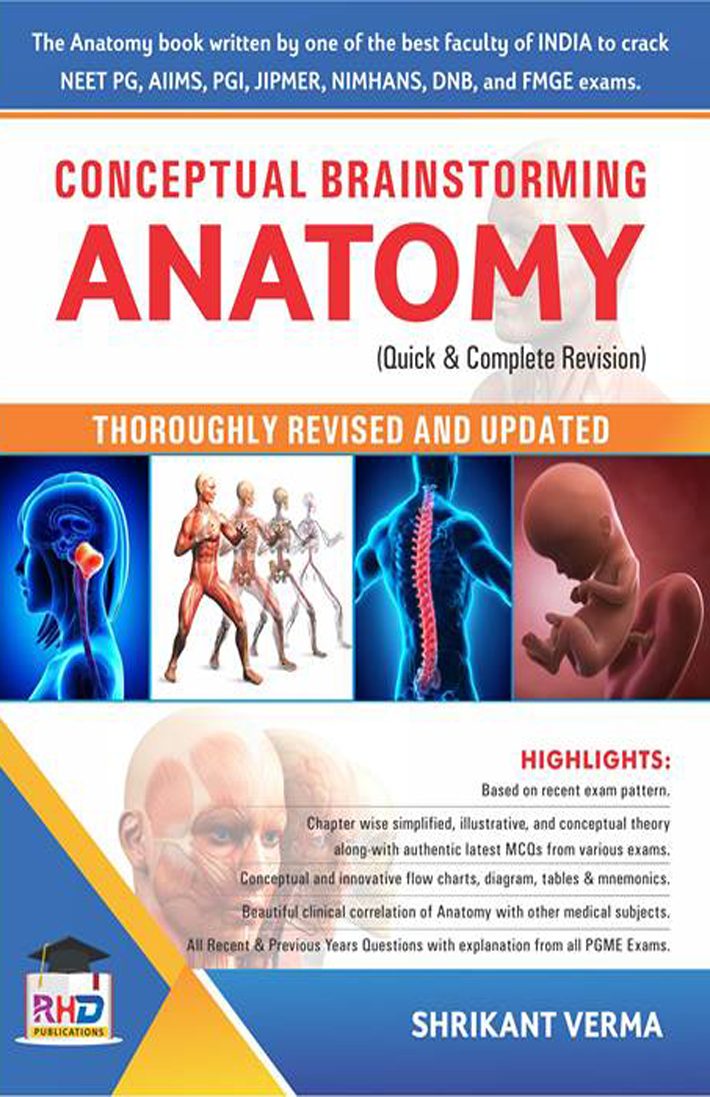 The Anatomy book written by one of the best faculty of INDIA to crack
NEET PG, AIIMS, PGI, JIPMER, NIMHANS, DNB, and FMGE exams.
CONCEPTUAL BRAINSTORMING
ANATOMY
(Quick & Complete Revision)
THOROUGHLY REVISED AND UPDATED
HIGHLIGHTS:
Based on recent exam pattern.
Chapter wise simplified, illustrative, and conceptual theory
along-with authentic latest MCQs from various exams.
Conceptual and innovative flow charts, diagram, tables & mnemonics.
Beautiful clinical correlation of Anatomy with other medical subjects.
All Recent & Previous Years Questions with explanation from all PGME Exams.
RHD
PUBLICATIONS
SHRIKANT VERMA